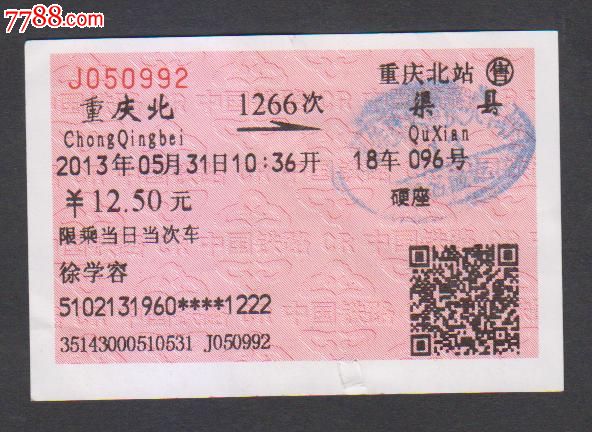 7788.com
J050992
重庆北站 售
重庆北 1266次 渠县
ChongQingbei QuXian
2013年05月31日10:36开 18车 096号
￥12.50元 硬座
限乘当日当次车
徐学容
5102131960****1222
35143000510531 J050992